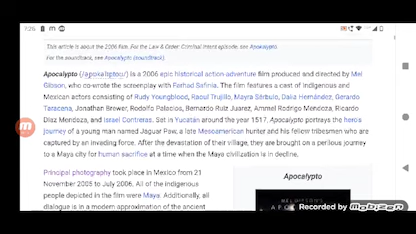 7:26
This article is about the 2006 film. For the Law & Order: Criminal Intent episode, see Apocalypto.
For the soundtrack, see Apocalypto (soundtrack).
Apocalypto (/əˌpɒkəˈlɪptoʊ/) is a 2006 epic historical action-adventure film produced and directed by Mel
Gibson, who co-wrote the screenplay with Farhad Safinia. The film features a cast of Indigenous and
Mexican actors consisting of Rudy Youngblood, Raoul Trujillo, Mayra Sérbulo, Dalia Hernández, Gerardo
Taracena, Jonathan Brewer, Rodolfo Palacios, Bernardo Ruiz Juarez, Ammel Rodrigo Mendoza, Ricardo
Diaz Mendoza, and Israel Contreras. Set in Yucatán around the year 1517, Apocalypto portrays the hero's
journey of a young man named Jaguar Paw, a late Mesoamerican hunter and his fellow tribesmen who are
captured by an invading force. After the devastation of their village, they are brought on a perilous journey
to a Maya city for human sacrifice at a time when the Maya civilization is in decline.
Principal photography took place in Mexico from 21
November 2005 to July 2006. All of the indigenous
people depicted in the film were Maya. Additionally, all
dialogue is in a modern approximation of the ancient
Apocalypto
Recorded by Mobizen